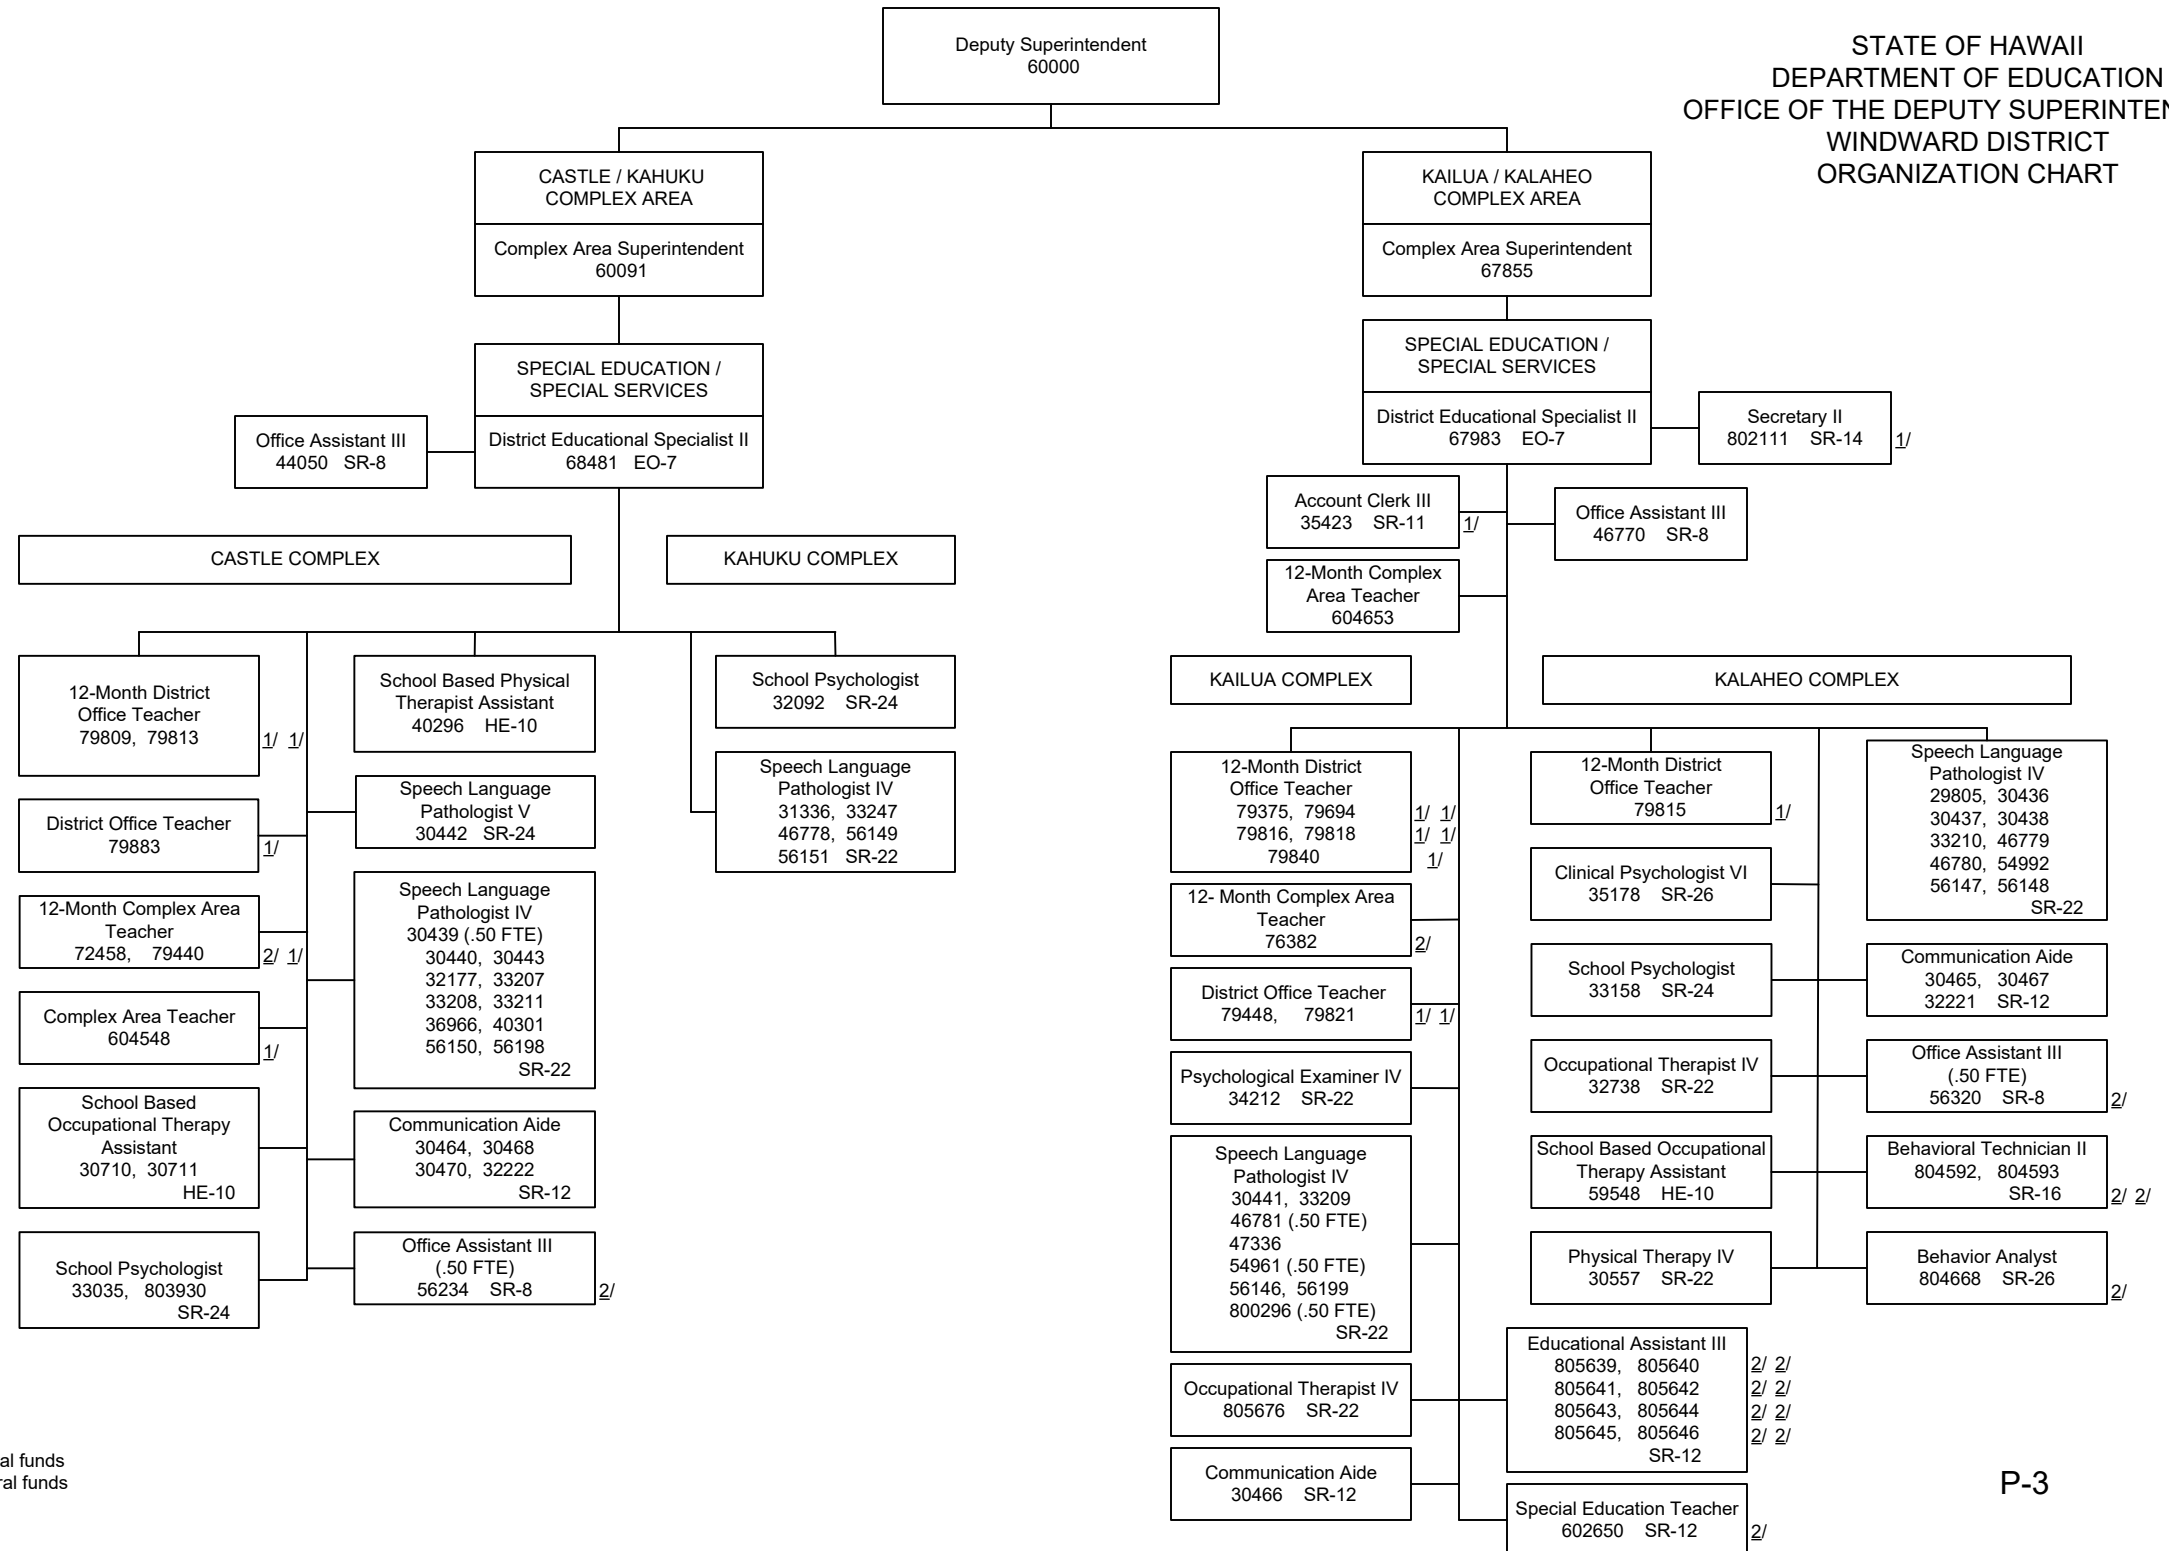 Deputy Superintendent
60000
STATE OF HAWAII
DEPARTMENT OF EDUCATION
OFFICE OF THE DEPUTY
WINDWARD DISTRICT
ORGANIZATION CHART
CASTLE / KAHUKU
COMPLEX AREA
Complex Area Superintendent
60091
SPECIAL EDUCATION /
SPECIAL SERVICES
District Educational Specialist II
68481 EO-7
Office Assistant III
44050 SR-8
CASTLE COMPLEX
KAHUKU COMPLEX
12-Month District
Office Teacher
79809, 79813
1/ 1/
District Office Teacher
79883
1/
12-Month Complex Area
Teacher
72458, 79440
2/ 1/
Complex Area Teacher
604548
1/
School Based
Occupational Therapy
Assistant
30710, 30711
HE-10
School Psychologist
33035, 803930
SR-24
School Based Physical
Therapist Assistant
40296 HE-10
Speech Language
Pathologist V
30442 SR-24
Speech Language
Pathologist IV
30439 (.50 FTE)
30440, 30443
32177, 33207
33208, 33211
36966, 40301
56150, 56198
SR-22
Communication Aide
30464, 30468
30470, 32222
SR-12
Office Assistant III
(.50 FTE)
56234 SR-8
2/
School Psychologist
32092 SR-24
Speech Language
Pathologist IV
31336, 33247
46778, 56149
56151 SR-22
KAILUA / KALAHEO
COMPLEX AREA
Complex Area Superintendent
67855
SPECIAL EDUCATION /
SPECIAL SERVICES
District Educational Specialist II
67983 EO-7
Secretary II
802111 SR-14
1/
Account Clerk III
35423 SR-11
1/
Office Assistant III
46770 SR-8
12-Month Complex
Area Teacher
604653
KAILUA COMPLEX
KALAHEO COMPLEX
12-Month District
Office Teacher
79375, 79694
79816, 79818
79840
1/ 1/
1/ 1/
1/
12- Month Complex Area
Teacher
76382
2/
District Office Teacher
79448, 79821
1/ 1/
Psychological Examiner IV
34212 SR-22
Speech Language
Pathologist IV
30441, 33209
46781 (.50 FTE)
47336
54961 (.50 FTE)
56146, 56199
800296 (.50 FTE)
SR-22
Occupational Therapist IV
805676 SR-22
Communication Aide
30466 SR-12
12-Month District
Office Teacher
79815
1/
Clinical Psychologist VI
35178 SR-26
School Psychologist
33158 SR-24
Occupational Therapist IV
32738 SR-22
School Based Occupational
Therapy Assistant
59548 HE-10
Physical Therapy IV
30557 SR-22
Educational Assistant III
805639, 805640
805641, 805642
805643, 805644
805645, 805646
SR-12
2/ 2/
2/ 2/
2/ 2/
2/ 2/
Special Education Teacher
602650 SR-12
2/
Speech Language
Pathologist IV
29805, 30436
30437, 30438
33210, 46779
46780, 54992
56147, 56148
SR-22
Communication Aide
30465, 30467
32221 SR-12
Office Assistant III
(.50 FTE)
56320 SR-8
2/
Behavioral Technician II
804592, 804593
SR-16
2/ 2/
Behavior Analyst
804668 SR-26
2/
funds
funds
P-3